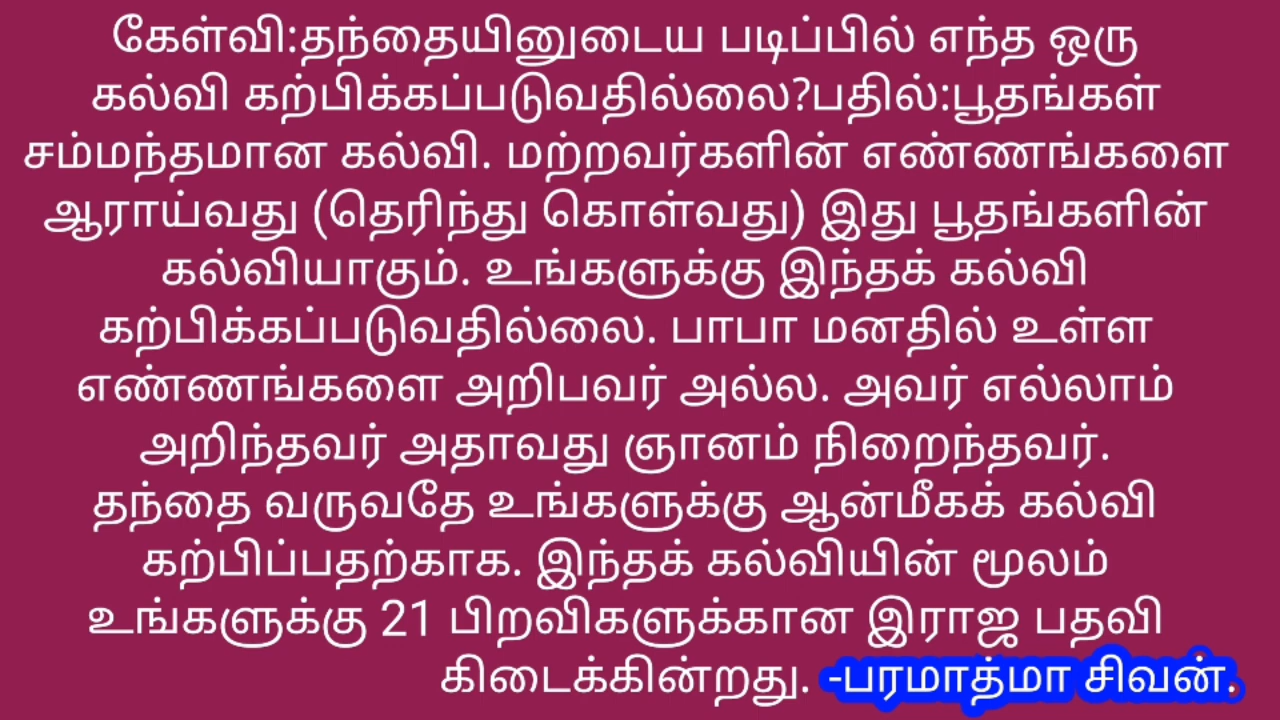 கேள்வி:தந்தையினுடைய படிப்பில் எந்த ஒரு
கல்வி கற்பிக்கப்படுவதில்லை?பதில்:பூதங்கள்
சம்மந்தமான கல்வி. மற்றவர்களின் எண்ணங்களை
ஆராய்வது (தெரிந்து கொள்வது) இது பூதங்களின்
கல்வியாகும். உங்களுக்கு இந்தக் கல்வி
கற்பிக்கப்படுவதில்லை. பாபா மனதில் உள்ள
எண்ணங்களை அறிபவர் அல்ல. அவர் எல்லாம்
அறிந்தவர் அதாவது ஞானம் நிறைந்தவர்.
தந்தை வருவதே உங்களுக்கு ஆன்மீகக் கல்வி
கற்பிப்பதற்காக. இந்தக் கல்வியின் மூலம்
உங்களுக்கு 21 பிறவிகளுக்கான இராஜ பதவி
கிடைக்கின்றது. -பரமாத்மா சிவன்.